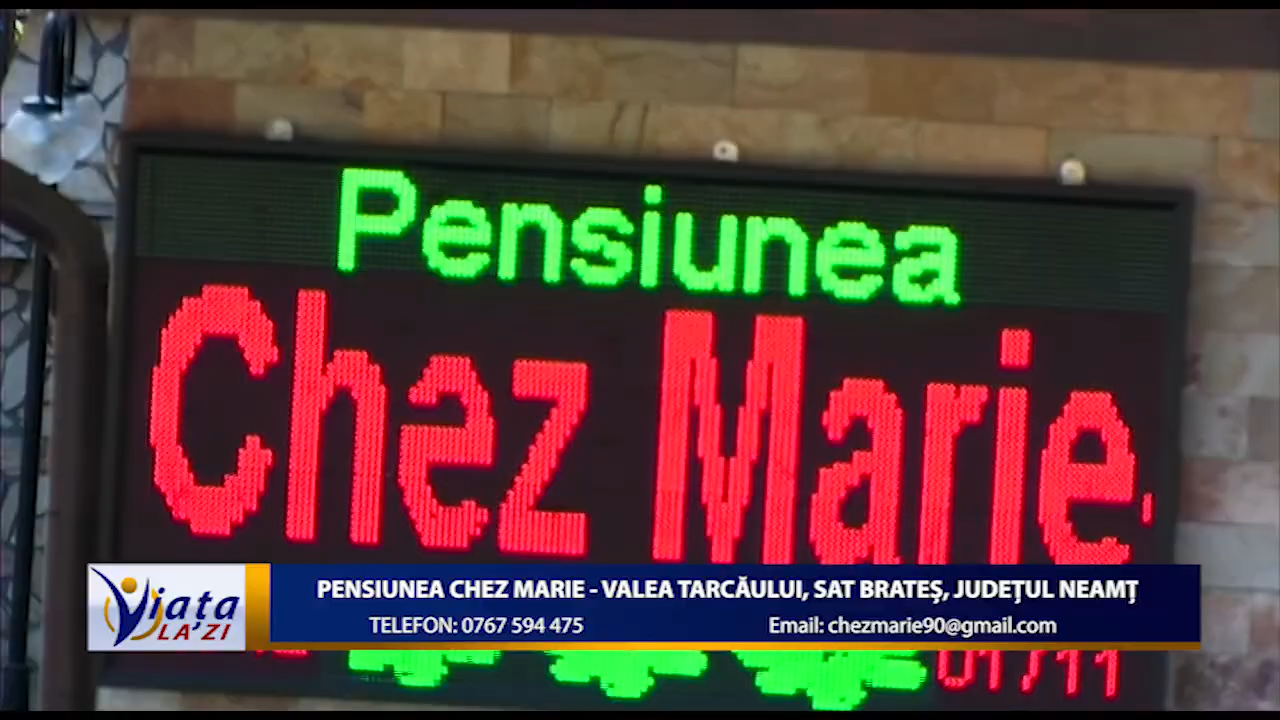 Pensiunea
Chez Marie
Viața
LA ZI
PENSIUNEA CHEZ MARIE - VALEA TARCĂULUI, SAT BRATEȘ, JUDEȚUL NEAMȚ
TELEFON: 0767 594 475
Email: chezmarie90@gmail.com